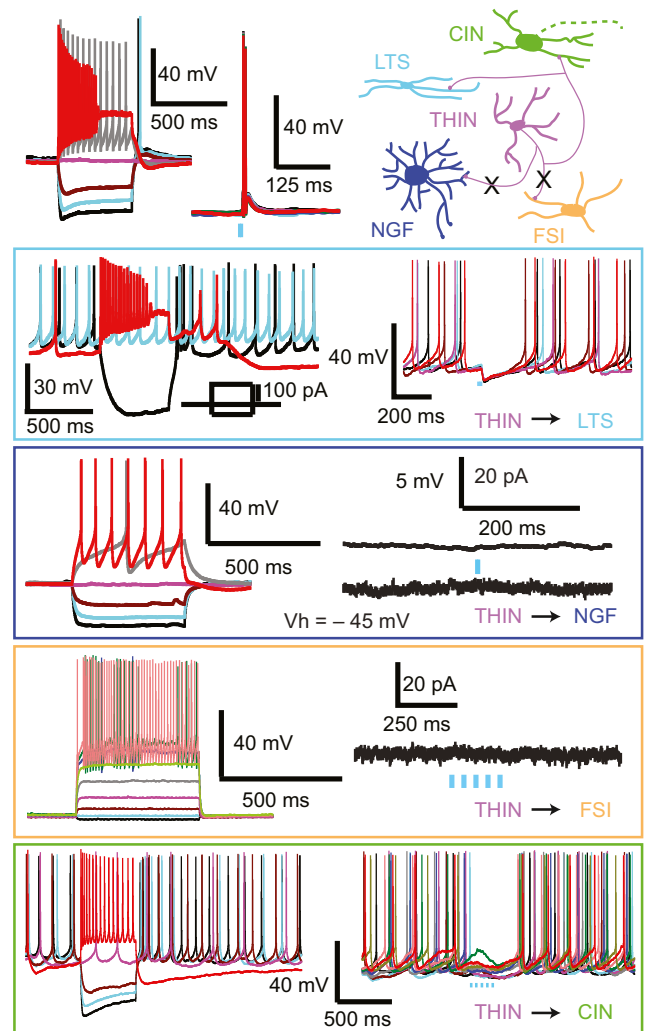 40 mV
500 ms
40 mV
125 ms
CIN
LTS
THIN
X
X
NGF
FSI
30 mV
500 ms
100 pA
40 mV
200 ms
THIN → LTS
40 mV
500 ms
5 mV
20 pA
200 ms
Vh = – 45 mV
THIN → NGF
40 mV
500 ms
20 pA
250 ms
THIN → FSI
40 mV
500 ms
THIN → CIN